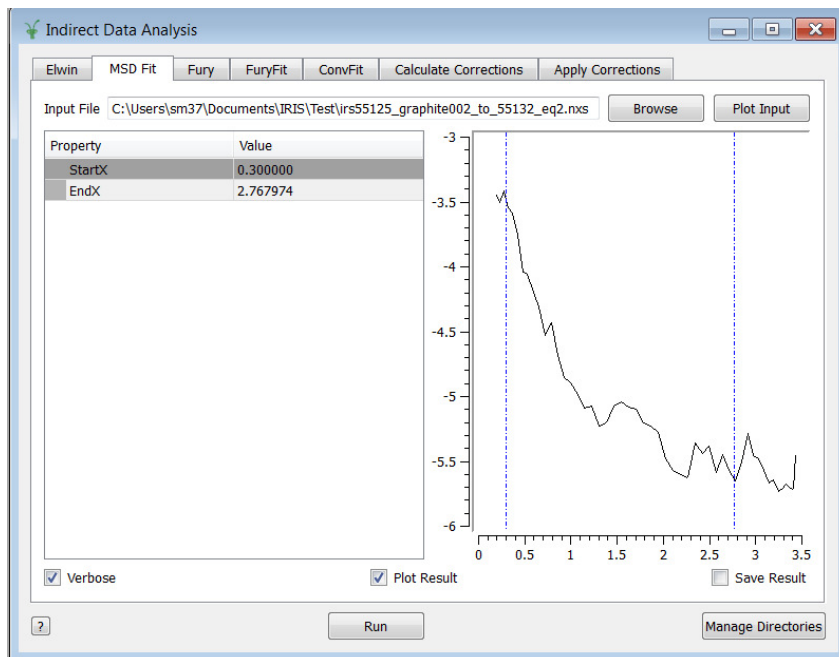 Indirect Data Analysis
Elwin MSD Fit Fury FuryFit ConvFit Calculate Corrections Apply Corrections
Input File C:\Users\sm37\Documents\IRIS\Test\irs55125_graphite002_to_55132_eq2.nxs Browse Plot Input
Property Value
StartX 0.300000
EndX 2.767974
-3
-3.5
-4
-4.5
-5
-5.5
-6
0 0.5 1 1.5 2 2.5 3 3.5
Verbose Plot Result Save Result
? Run Manage Directories